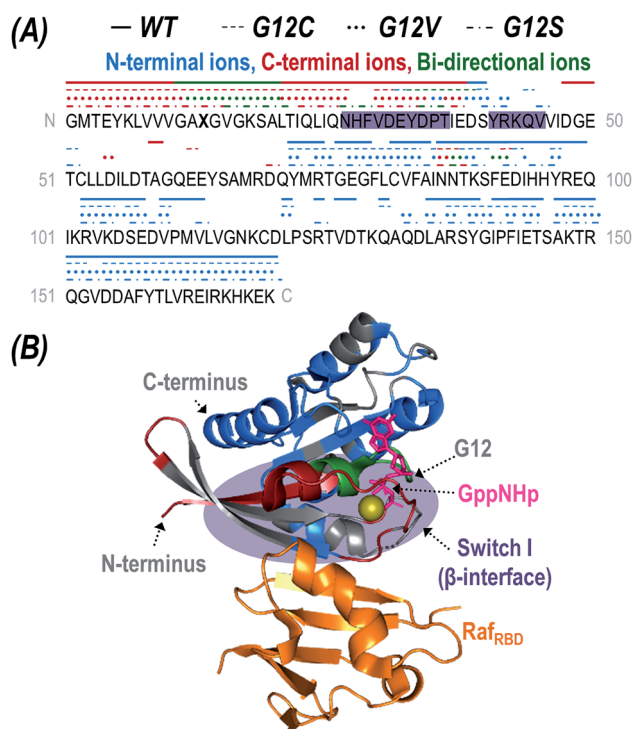 (A) WT G12C G12V G12S
N-terminal ions, C-terminal ions, Bi-directional ions
N GMTEYKLVVVGAXGVGKSALTIQLIQNHFVDEYDPTIEDSYRKQVVIDGE 50
51 TCLLDILDTAGQEEYSAMRDQYMRTGEGFLCVFAINNTKSFEDIHHYREQ 100
101 IKRVKDSEDVPMVLVGNKCDLPSRTVDTKQAQDLARSYGIPFIETSAKTR 150
151 QGVDDAFYTLVREIRKHKEK C
(B)
C-terminus
G12
GppNHp
N-terminus
Switch I
(β-interface)
RafRBD